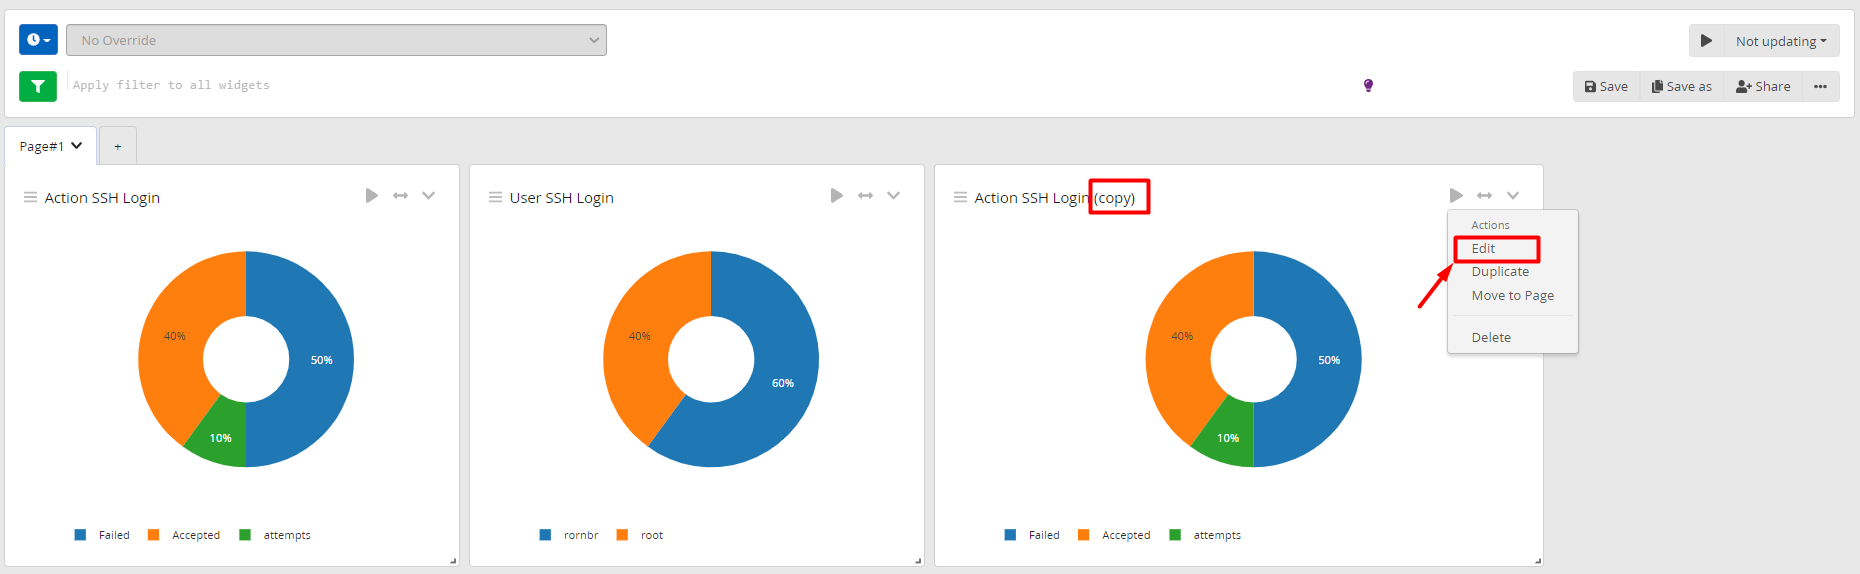 No Override
Not updating
Apply filter to all widgets
Save
Save as
Share
Page#1
+
Action SSH Login
User SSH Login
Action SSH Login (copy)
Actions
Edit
Duplicate
Move to Page
Delete
40%
50%
10%
40%
60%
40%
50%
10%
Failed
Accepted
attempts
rornbr
root
Failed
Accepted
attempts